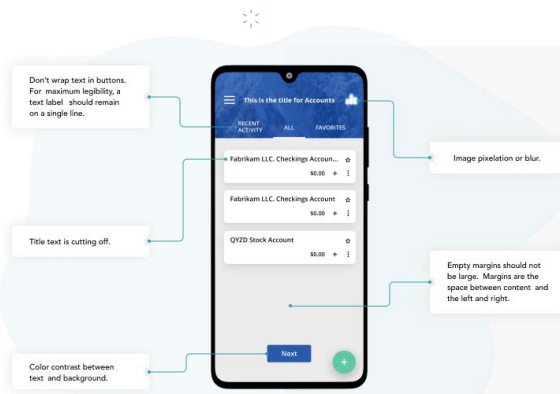 Don't wrap text in buttons.
For maximum legibility, a
text label should remain
on a single line.
This is the title for Accounts
RECENT
ACTIVITY
ALL
FAVORITES
Image pixelation or blur.
Fabrikam LLC. Checkings Accoun...
$0.00 +
Fabrikam LLC. Checkings Account
$0.00 +
Title text is cutting off.
QYZD Stock Account
$0.00 +
Empty margins should not
be large. Margins are the
space between content and
the left and right.
Color contrast between
text and background.
Next
+